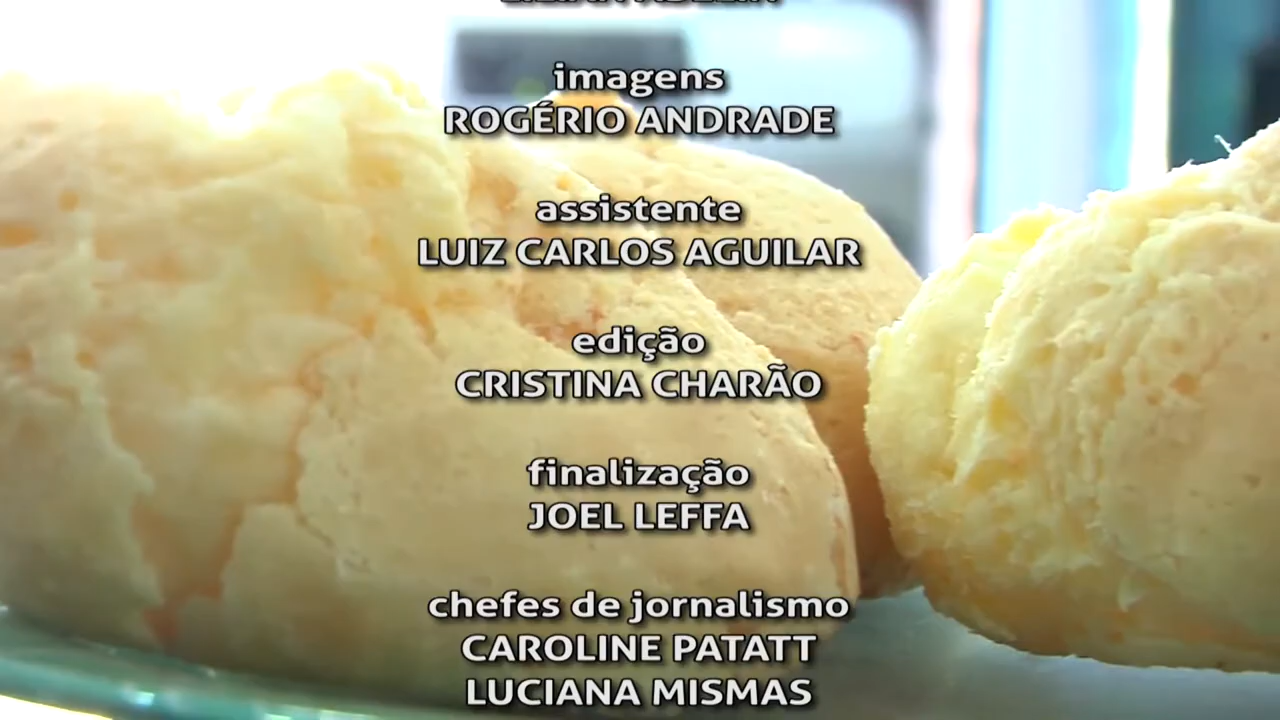 imagens
ROGÉRIO ANDRADE
assistente
LUIZ CARLOS AGUILAR
edição
CRISTINA CHARÃO
finalização
JOEL LEFFA
chefes de jornalismo
CAROLINE PATATT
LUCIANA MISMAS